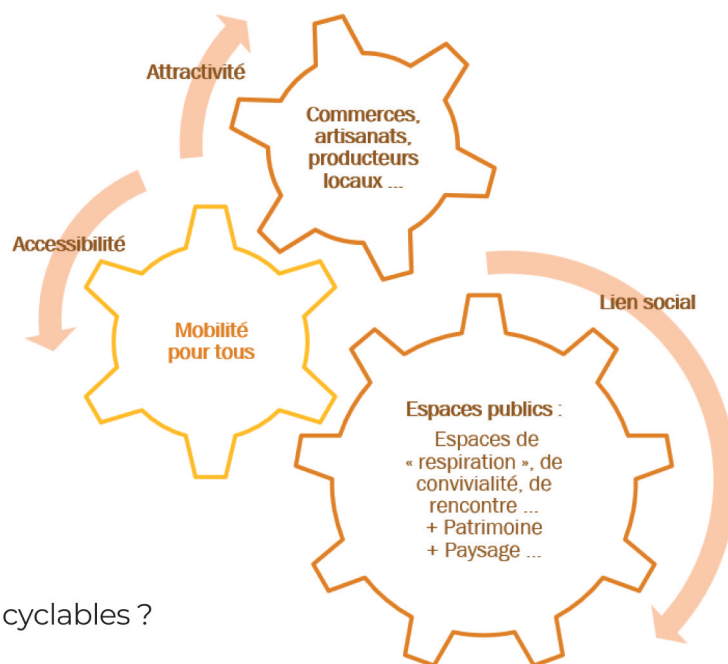 Attractivité
Commerces,
artisanats,
producteurs
locaux ...
Accessibilité
Mobilité
pour tous
Lien social
Espaces publics :
Espaces de
« respiration », de
convivialité, de
rencontre ...
+ Patrimoine
+ Paysage ...
cyclables ?